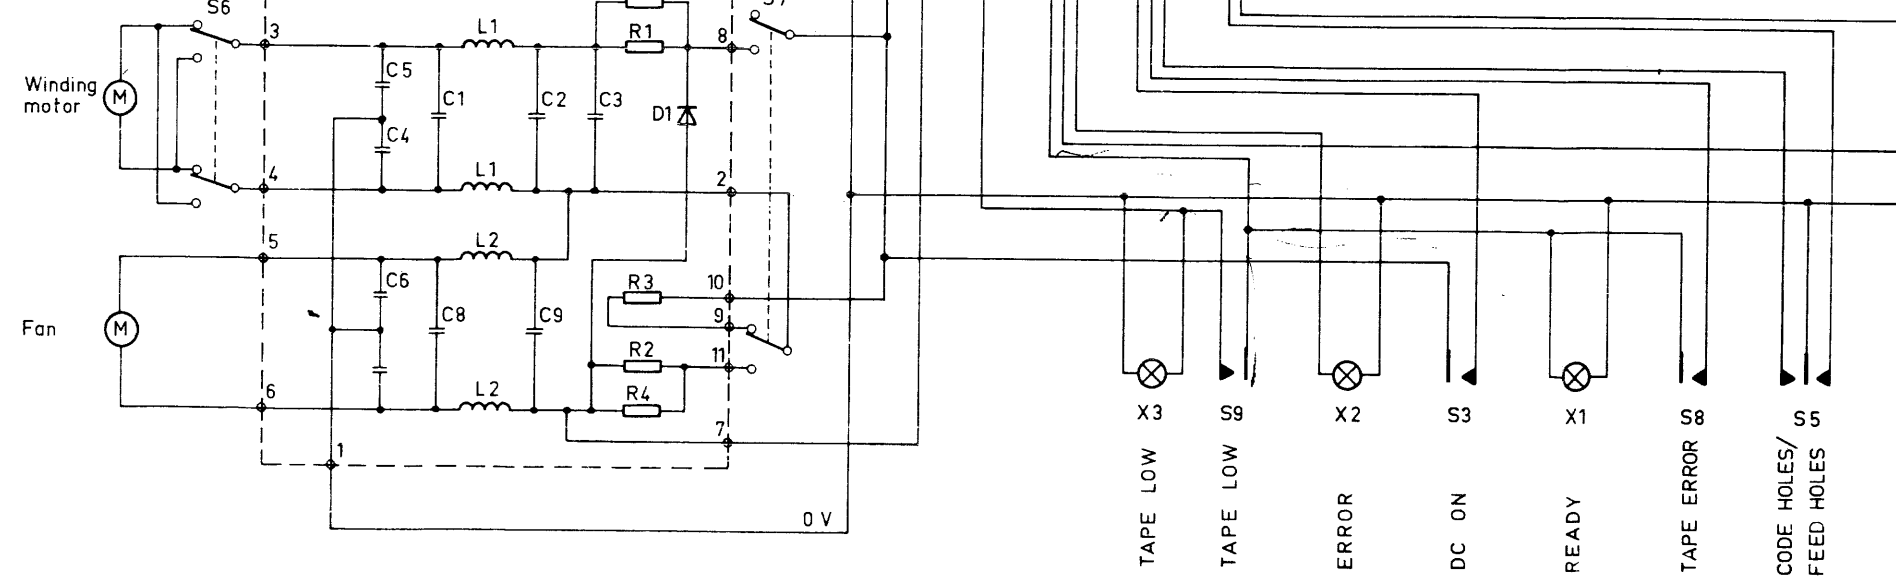 S6
3
L1
R1
8
Winding
motor
M
C5
C1
C2
C3
D1
C4
4
L1
2
5
L2
C6
R3
10
C8
C9
9
Fan
M
R2
11
6
L2
R4
7
1
0 V
X3
S9
X2
S3
X1
S8
S5
TAPE LOW
TAPE LOW
ERROR
DC ON
READY
TAPE ERROR
CODE HOLES/
FEED HOLES